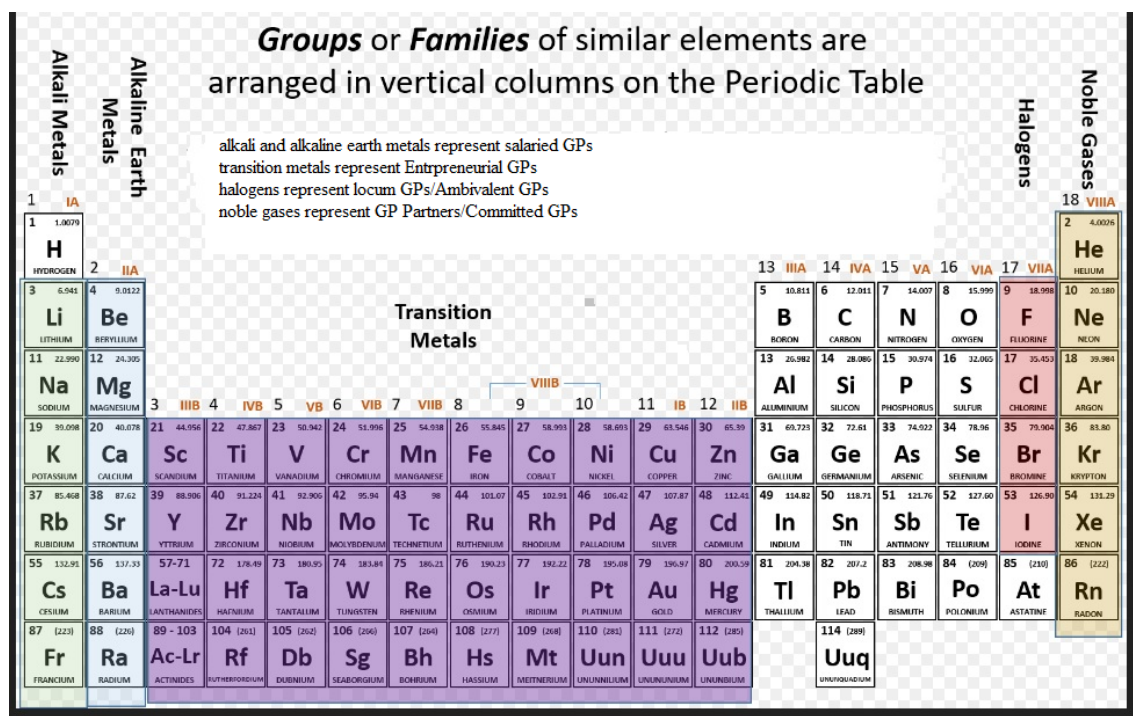 Groups or Families of similar elements are
arranged in vertical columns on the Periodic Table
Alkali Metals
Alkaline Earth
Metals
Halogens
Noble Gases
alkali and alkaline earth metals represent salaried GPs
transition metals represent Entrpreneurial GPs
halogens represent locum GPs/Ambivalent GPs
noble gases represent GP Partners/Committed GPs
1 IA
18 VIIIA
1 1.0079
H
HYDROGEN
2 4.0026
He
HELIUM
2 IIA
13 IIIA 14 IVA 15 VA 16 VIA 17 VIIA
3 6.941 4 9.0122 5 10.811 6 12.011 7 14.007 8 15.999 9 18.998 10 20.180
Li Be B C N O F Ne
LITHIUM BERYLLIUM BORON CARBON NITROGEN OXYGEN FLUORINE NEON
Transition
Metals
11 22.990 12 24.305 13 26.982 14 28.086 15 30.974 16 32.065 17 35.453 18 39.984
Na Mg Al Si P S Cl Ar
SODIUM MAGNESIUM ALUMINIUM SILICON PHOSPHORUS SULFUR CHLORINE ARGON
VIIIB
3 IIIB 4 IVB 5 VB 6 VIB 7 VIIB 8 9 10 11 IB 12 IIB
19 39.098 20 40.078 21 44.956 22 47.867 23 50.942 24 51.996 25 54.938 26 55.845 27 58.993 28 58.693 29 63.546 30 65.39 31 69.723 32 72.61 33 74.922 34 78.96 35 79.904 36 83.80
K Ca Sc Ti V Cr Mn Fe Co Ni Cu Zn Ga Ge As Se Br Kr
POTASSIUM CALCIUM SCANDIUM TITANIUM VANADIUM CHROMIUM MANGANESE IRON COBALT NICKEL COPPER ZINC GALLIUM GERMANIUM ARSENIC SELENIUM BROMINE KRYPTON
37 85.468 38 87.62 39 88.906 40 91.224 41 92.906 42 95.94 43 98 44 101.07 45 102.91 46 106.42 47 107.87 48 112.41 49 114.82 50 118.71 51 121.76 52 127.60 53 126.90 54 131.29
Rb Sr Y Zr Nb Mo Tc Ru Rh Pd Ag Cd In Sn Sb Te I Xe
RUBIDIUM STRONTIUM YTTRIUM ZIRCONIUM NIOBIUM MOLYBDENUM TECHNETIUM RUTHENIUM RHODIUM PALLADIUM SILVER CADMIUM INDIUM TIN ANTIMONY TELLURIUM IODINE XENON
55 132.91 56 137.33 57-71 72 178.49 73 180.95 74 183.84 75 186.21 76 190.23 77 192.22 78 195.08 79 196.97 80 200.59 81 204.38 82 207.2 83 208.98 84 (209) 85 (210) 86 (222)
Cs Ba La-Lu Hf Ta W Re Os Ir Pt Au Hg Tl Pb Bi Po At Rn
CESIUM BARIUM LANTHANIDES HAFNIUM TANTALUM TUNGSTEN RHENIUM OSMIUM IRIDIUM PLATINUM GOLD MERCURY THALLIUM LEAD BISMUTH POLONIUM ASTATINE RADON
87 (223) 88 (226) 89 - 103 104 (261) 105 (262) 106 (266) 107 (264) 108 (277) 109 (268) 110 (281) 111 (272) 112 (285) 114 (289)
Fr Ra Ac-Lr Rf Db Sg Bh Hs Mt Uun Uuu Uub Uuq
FRANCIUM RADIUM ACTINIDES RUTHERFORDIUM DUBNIUM SEABORGIUM BOHRIUM HASSIUM MEITNERIUM UNUNNILIUM UNUNUNIUM UNUNBIUM UNUNQUADIUM